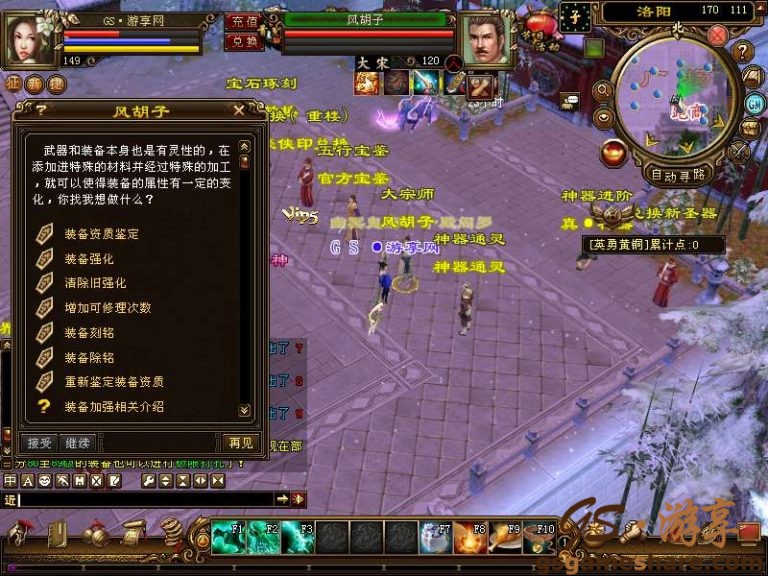 GS·游享网
149
充值
兑换
风胡子
大宋
120
洛阳
170 111
北
GM
自动寻路
风胡子
武器和装备本身也是有灵性的，在
添加进特殊的材料并经过特殊的加工
，就可以使得装备的属性有一定的变
化，你找我想做什么？
装备资质鉴定
装备强化
清除旧强化
增加可修理次数
装备刻铭
装备除铭
重新鉴定装备资质
装备加强相关介绍
接受
继续
再见
宝石琢刻
五行宝鉴
官方宝鉴
大宗师
Vip5
风胡子
GS●游享网
神器通灵
神器通灵
神器进阶
[英勇黄铜]累计点:0
近
F1
F2
F3
F7
F8
F9
F10
GS·游享
gsgameshare.com